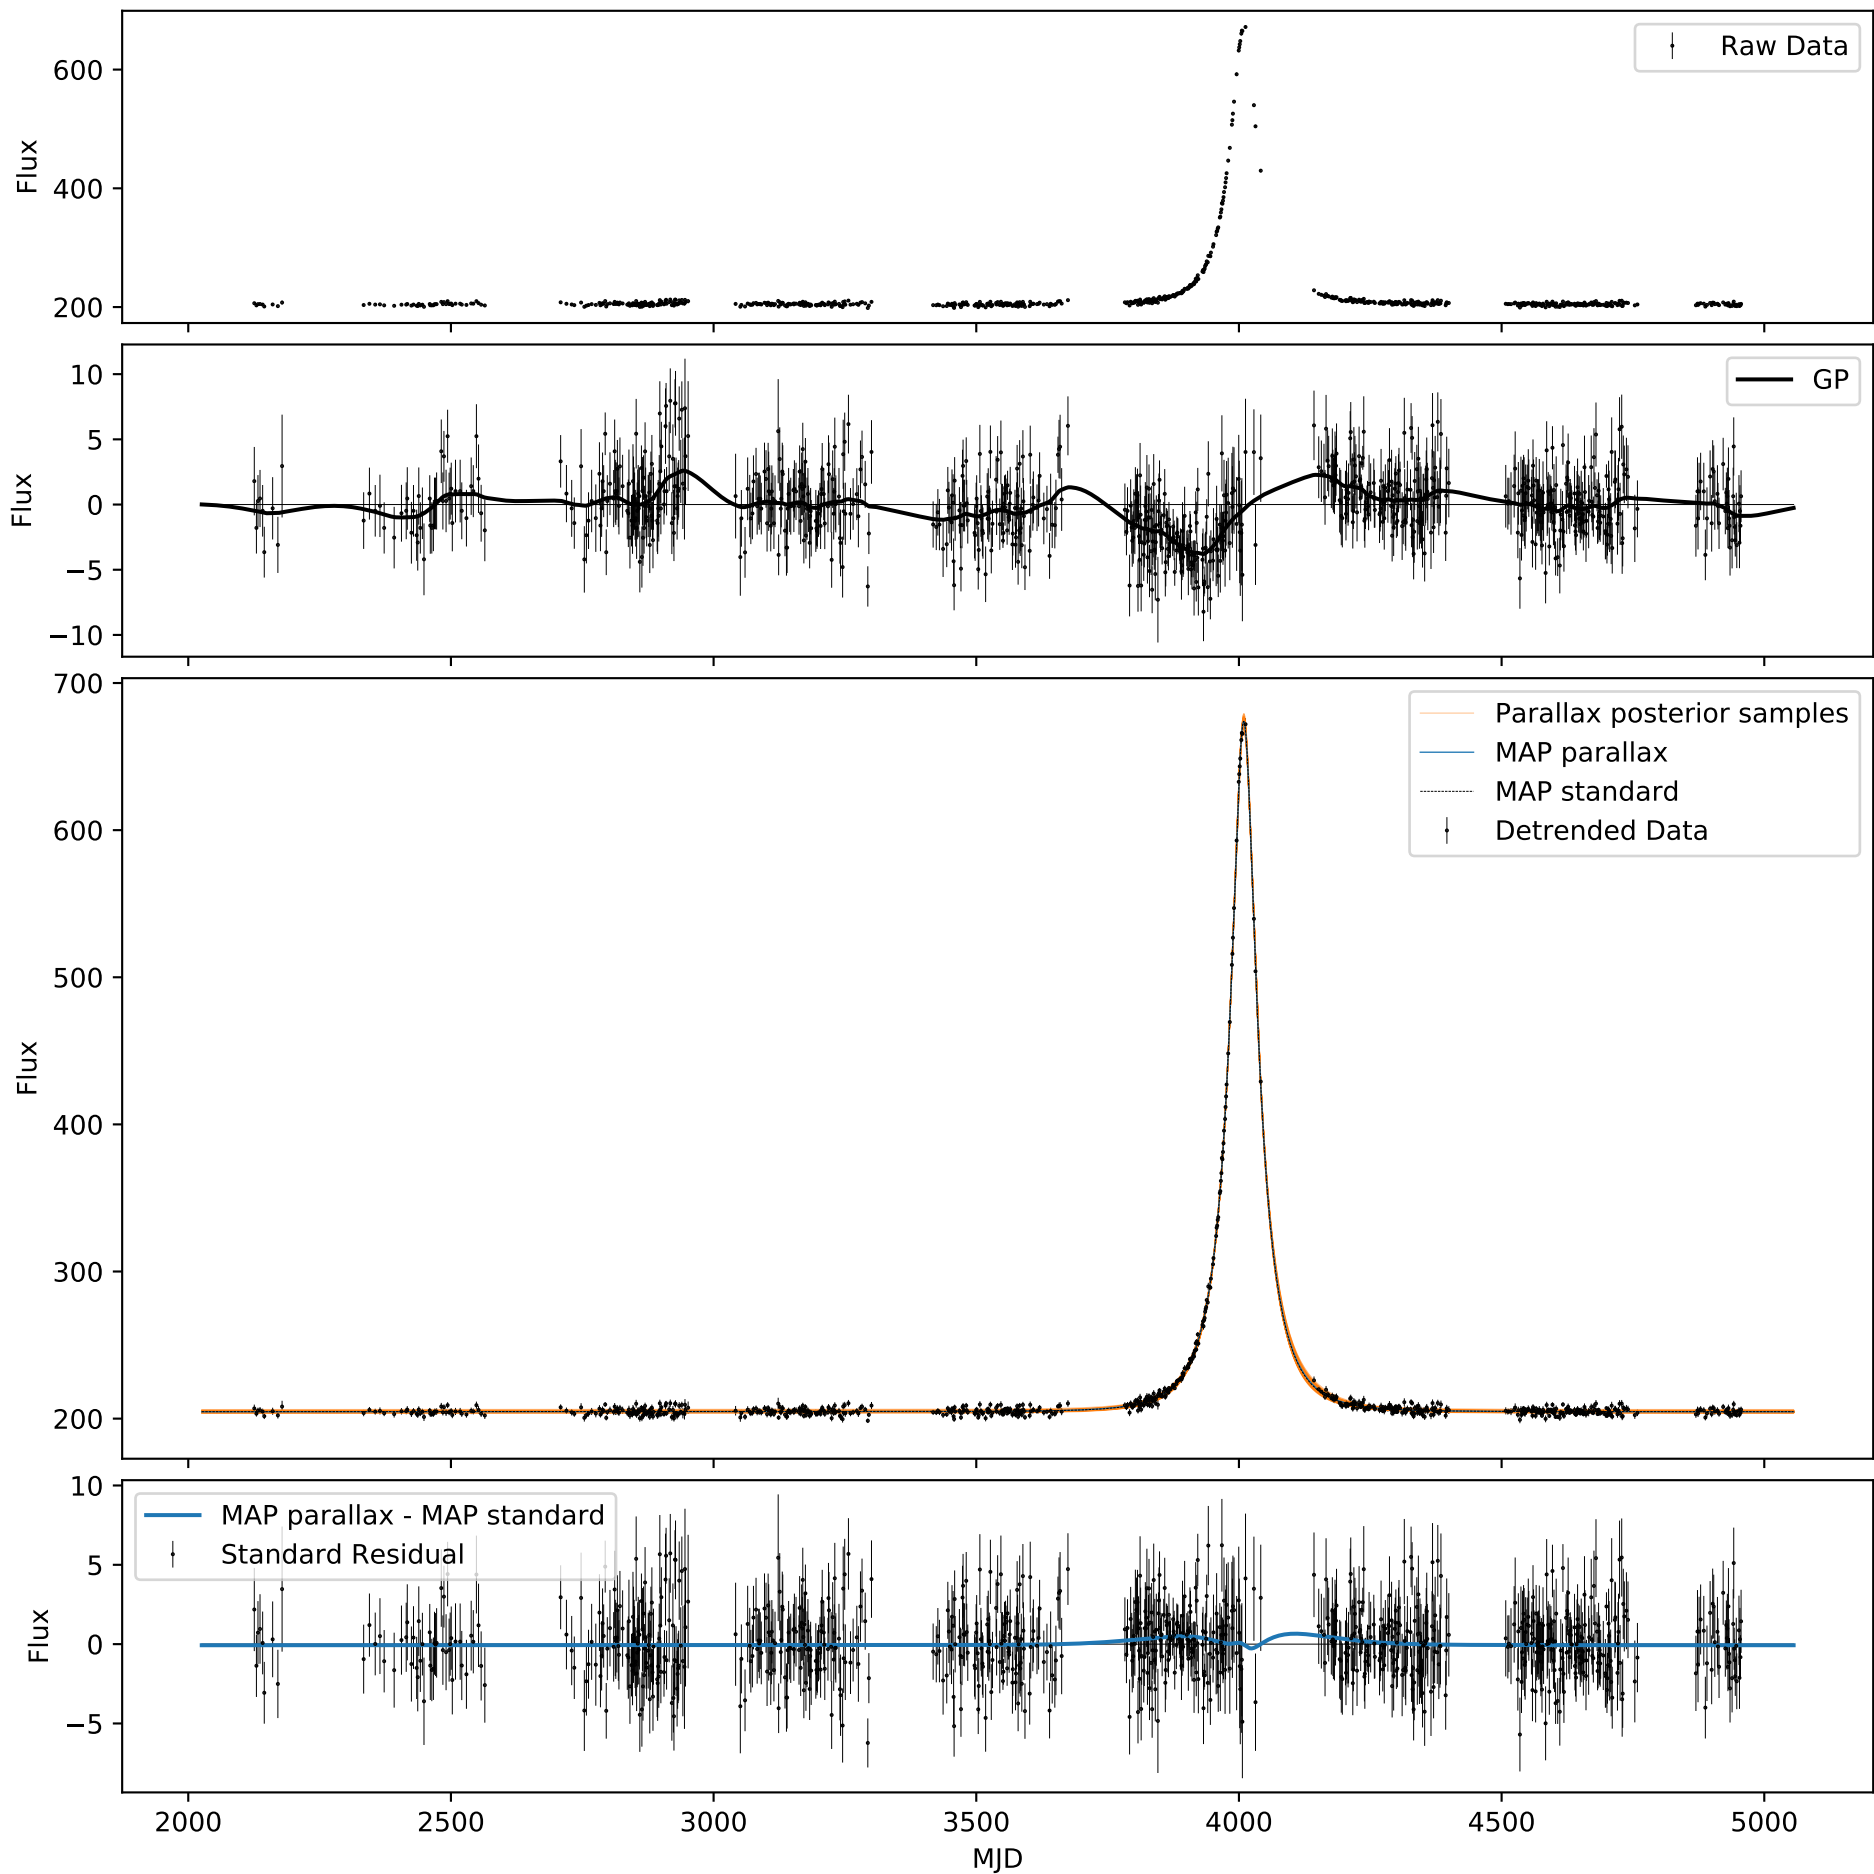 600
400
200
Flux
Raw Data
10
5
0
−5
−10
Flux
GP
700
600
500
400
300
200
Flux
Parallax posterior samples
MAP parallax
MAP standard
Detrended Data
10
5
0
−5
Flux
MAP parallax - MAP standard
Standard Residual
2000 2500 3000 3500 4000 4500 5000
MJD